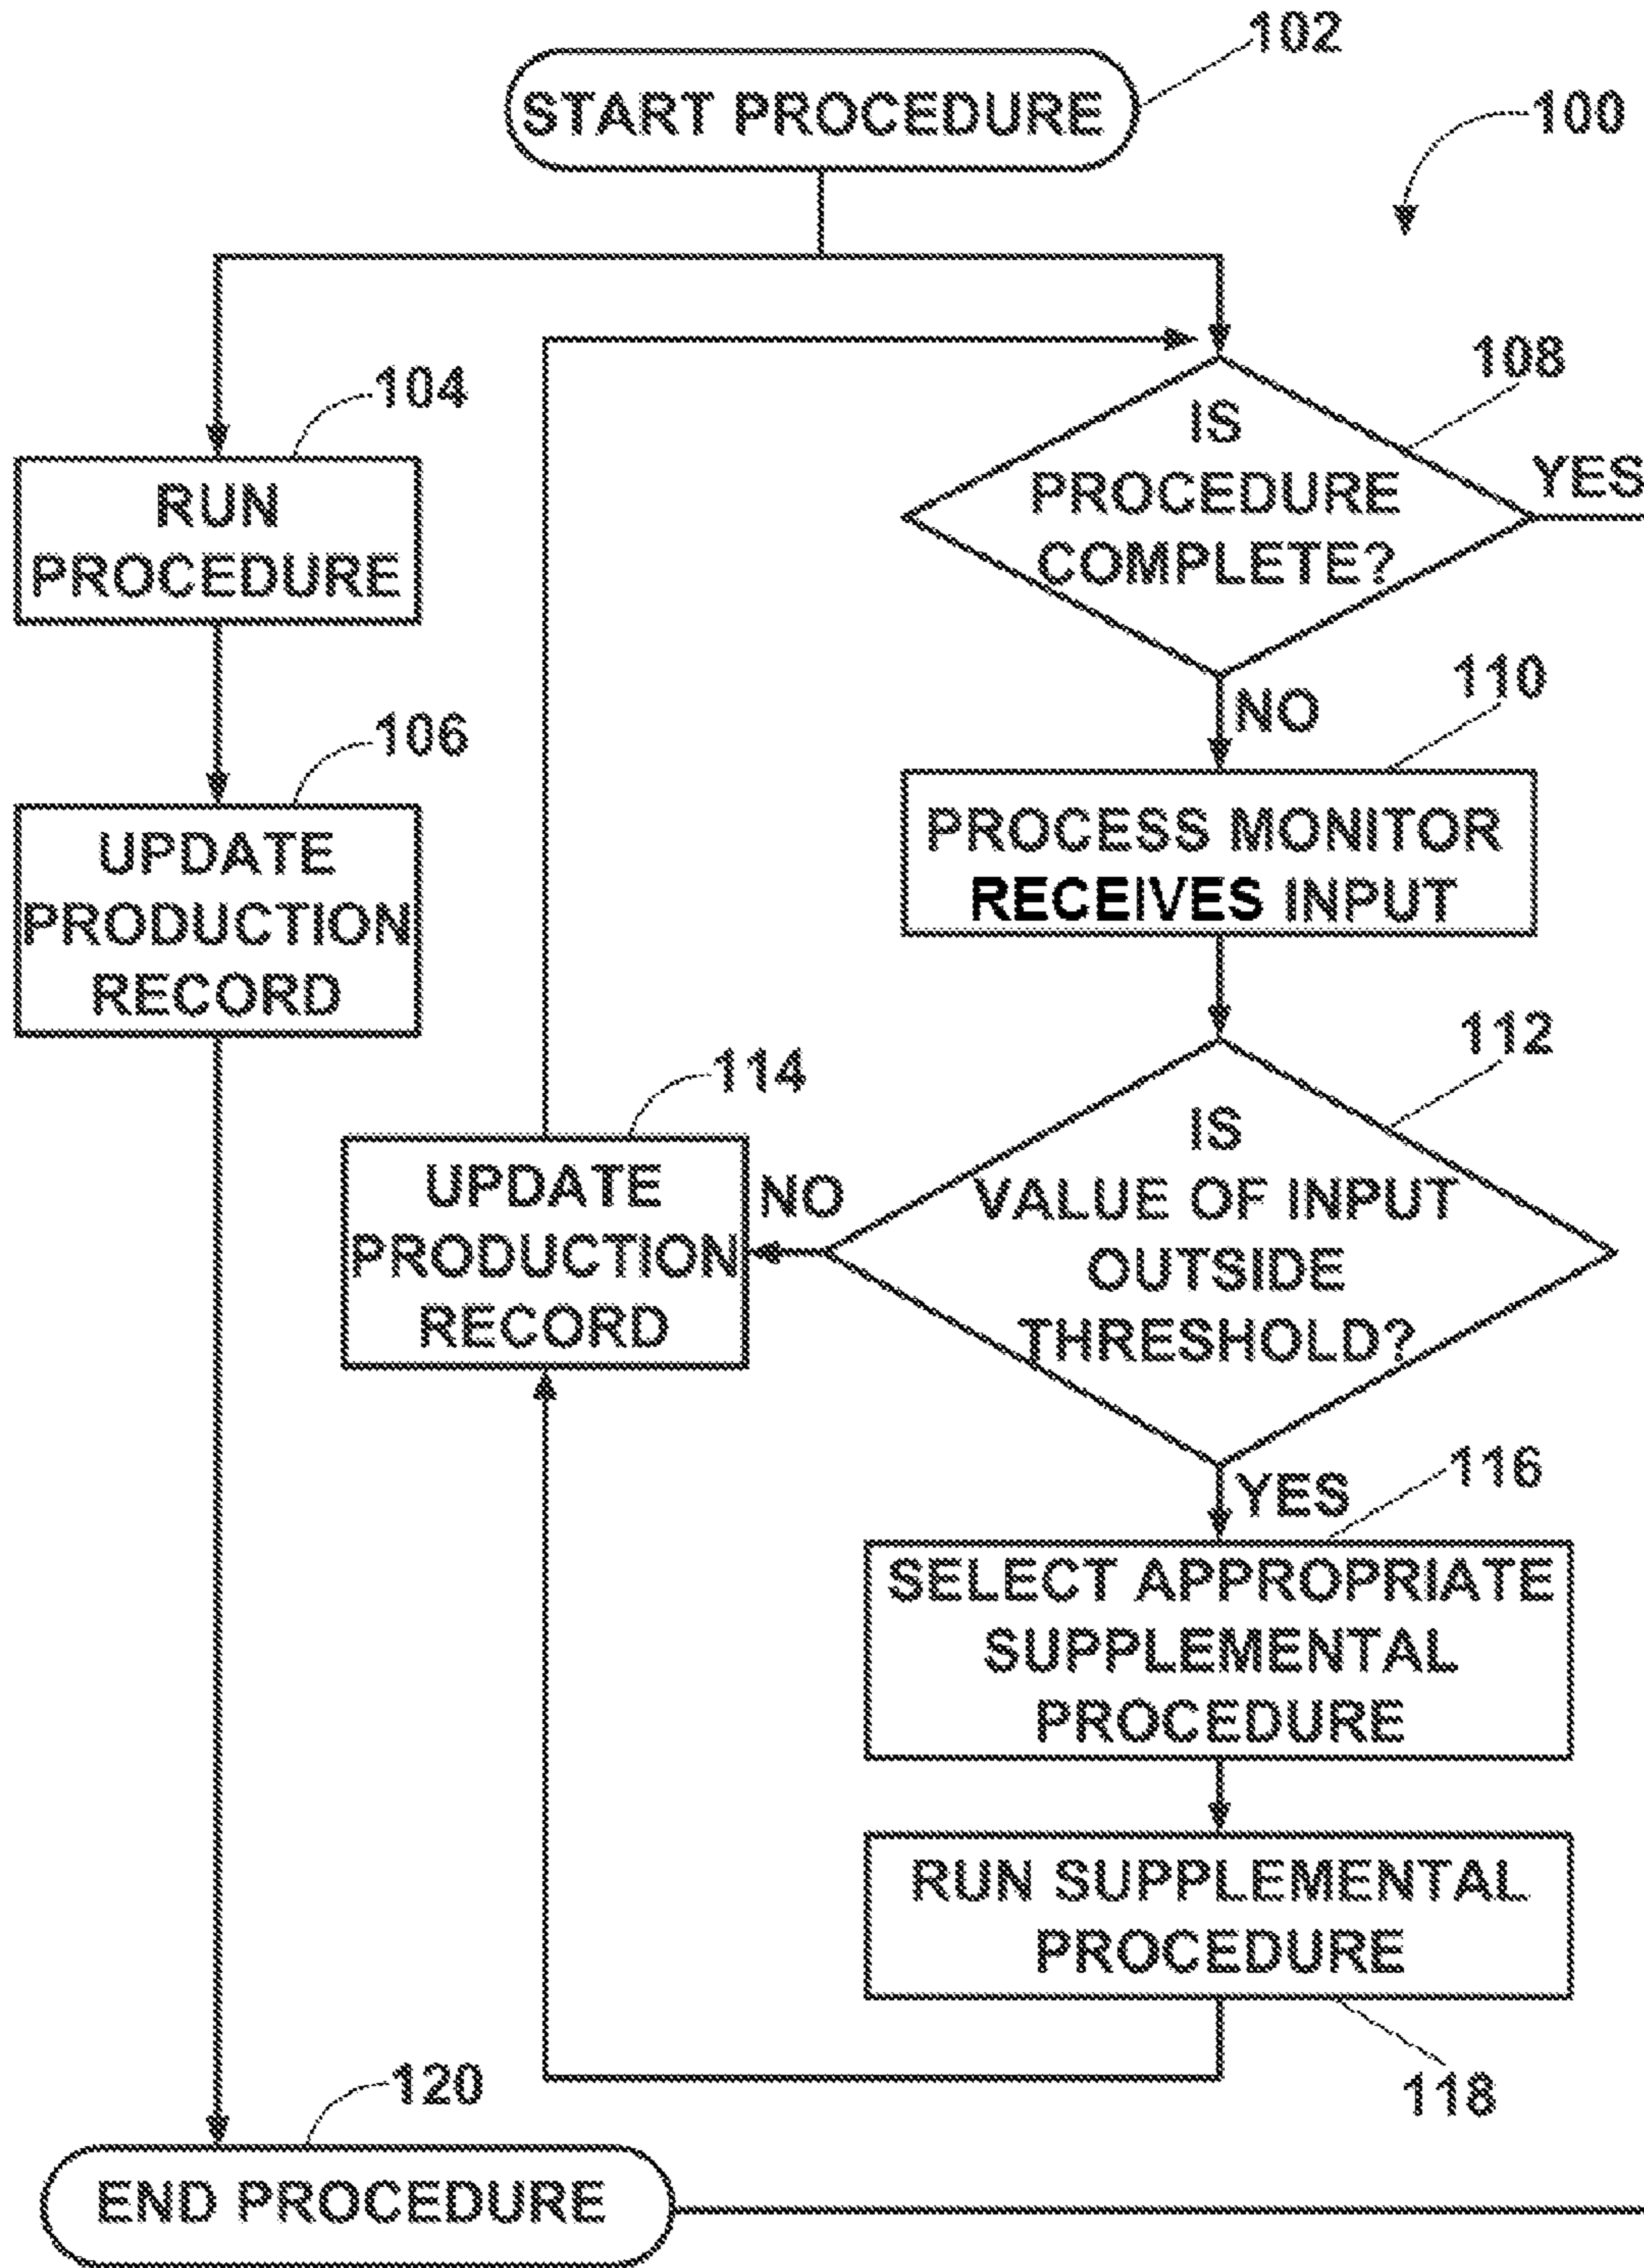 102
START PROCEDURE
100
104
RUN
PROCEDURE
106
UPDATE
PRODUCTION
RECORD
108
IS
PROCEDURE
COMPLETE?
YES
NO
110
PROCESS MONITOR
RECEIVES INPUT
112
IS
VALUE OF INPUT
OUTSIDE
THRESHOLD?
NO
114
UPDATE
PRODUCTION
RECORD
YES
116
SELECT APPROPRIATE
SUPPLEMENTAL
PROCEDURE
RUN SUPPLEMENTAL
PROCEDURE
118
120
END PROCEDURE